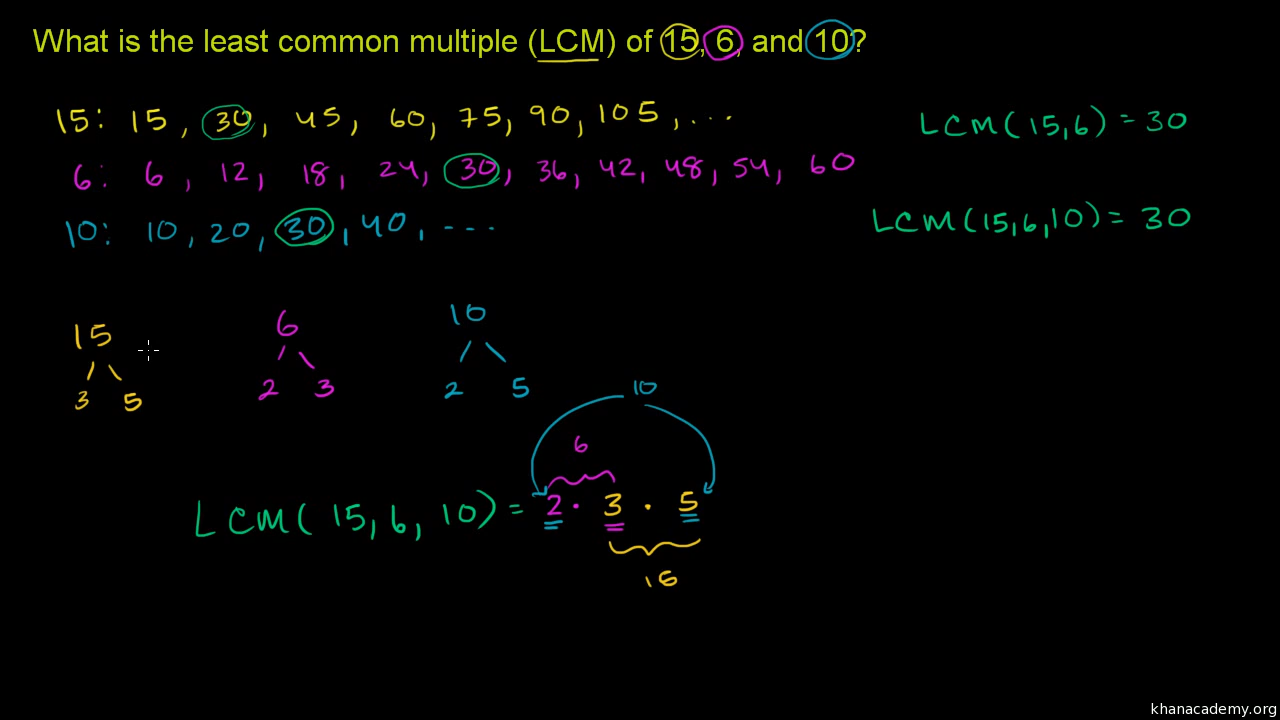 What is the least common multiple (LCM) of 15, 6, and 10?
15: 15, 30, 45, 60, 75, 90, 105, ...
LCM(15,6) = 30
6: 6, 12, 18, 24, 30, 36, 42, 48, 54, 60
10: 10, 20, 30, 40, ---
LCM(15,6,10) = 30
15
6
10
3 5
2 3
2 5
10
6
LCM(15, 6, 10) = 2 · 3 · 5
15
khanacademy.org